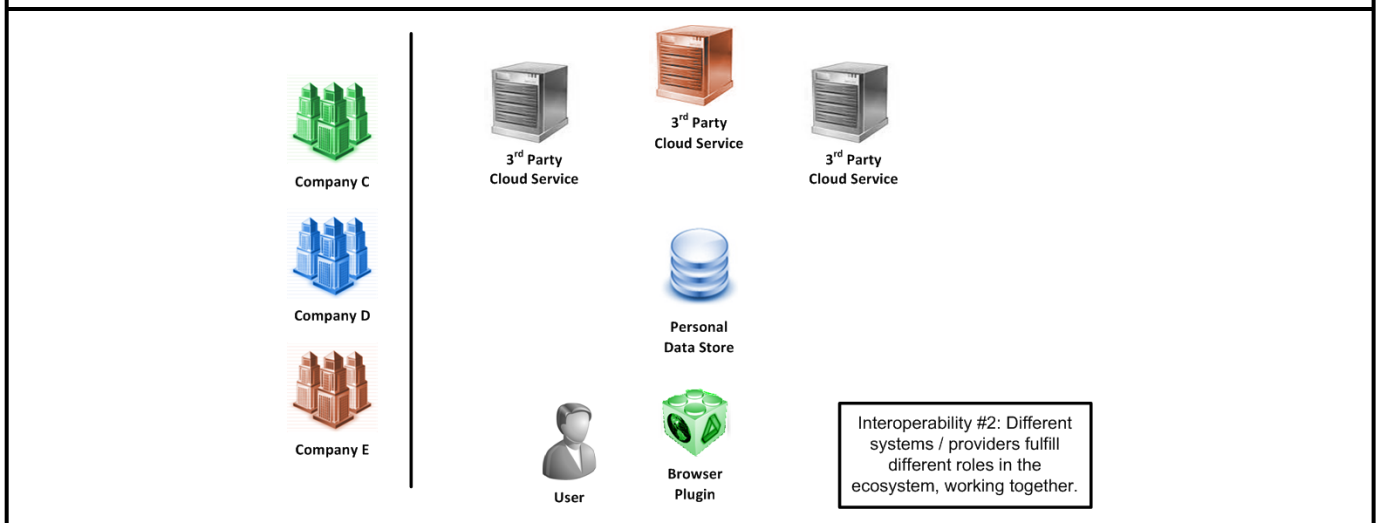 Company C
Company D
Company E
3rd Party
Cloud Service
3rd Party
Cloud Service
3rd Party
Cloud Service
Personal
Data Store
User
Browser
Plugin
Interoperability #2: Different
systems / providers fulfill
different roles in the
ecosystem, working together.